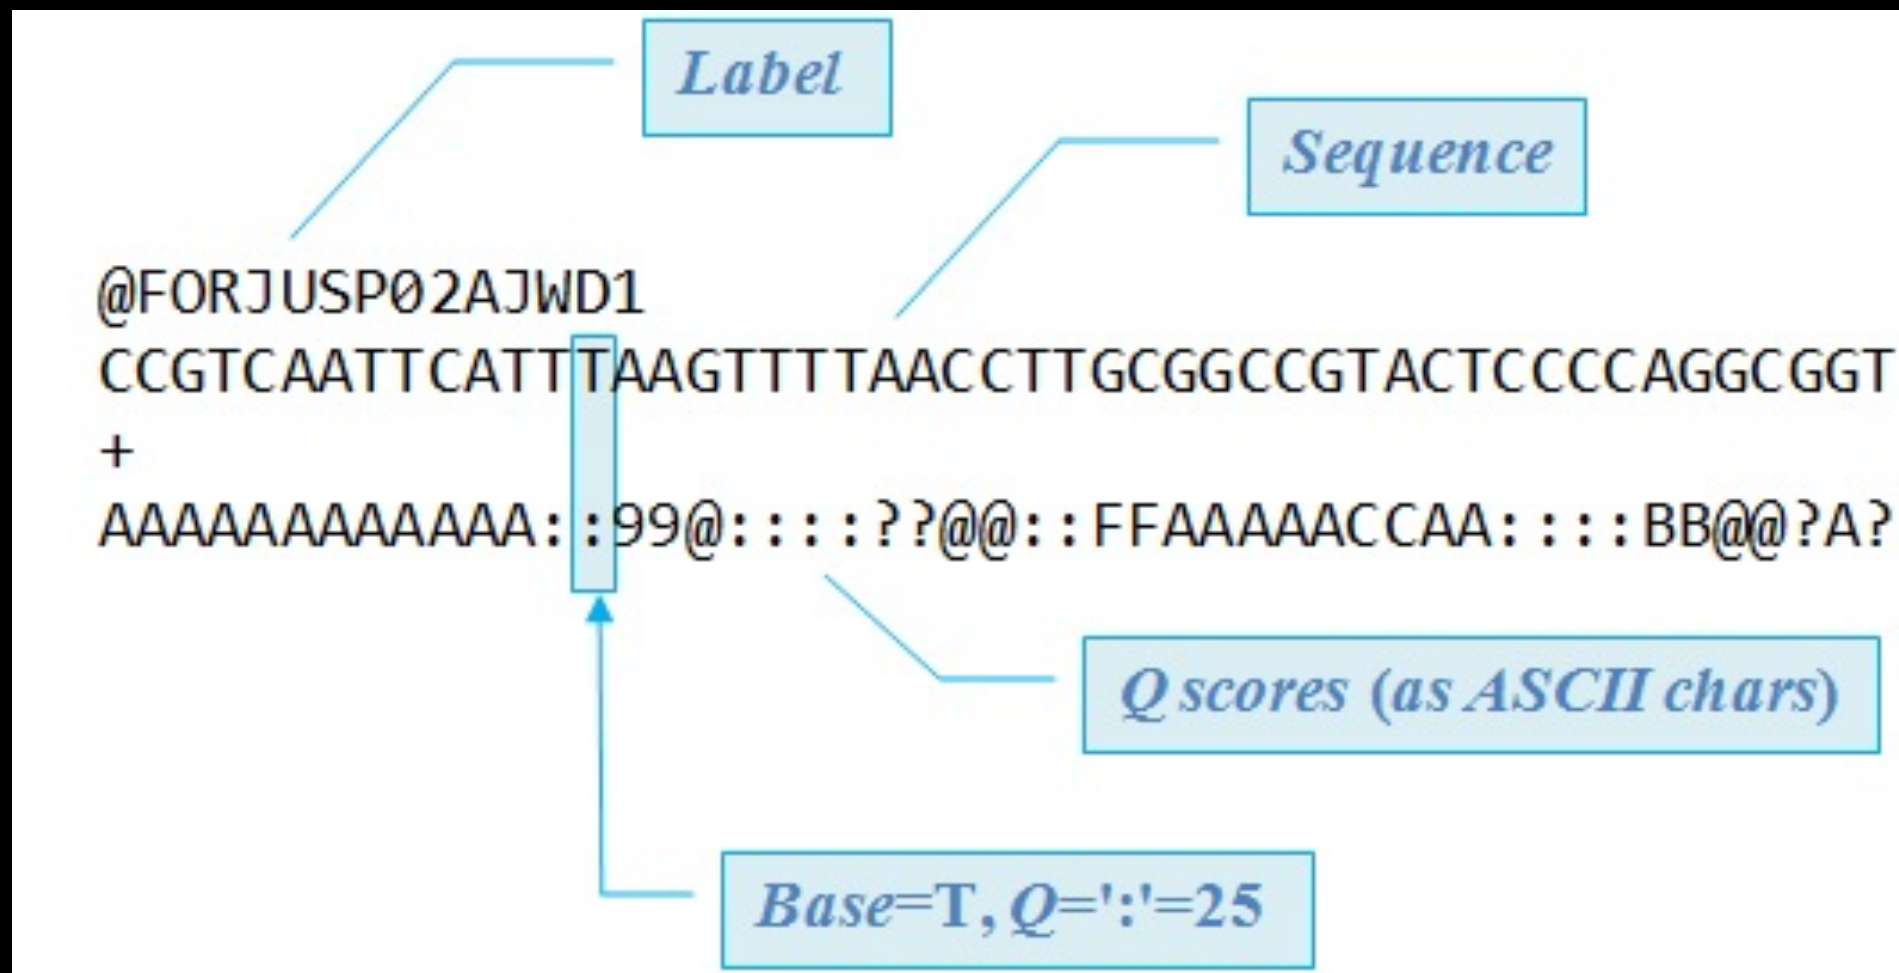 Label
Sequence
@FORJUSP02AJWD1
CCGTCAATTCATTTAAGTTTTAACCTTGCGGCCGTACTCCCCAGGCGGT
+
AAAAAAAAAAAA::99@::::??@@::FFAAAAACCAA::::BB@@?A?
Q scores (as ASCII chars)
Base=T, Q=':'=25